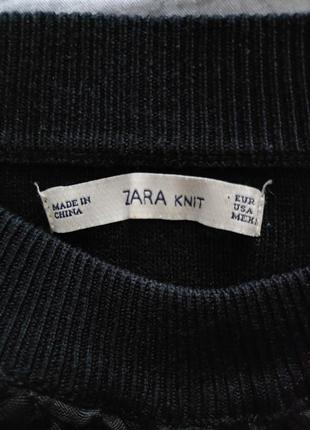 MADE IN
CHINA
ZARA KNIT
EUR
USA
MEX